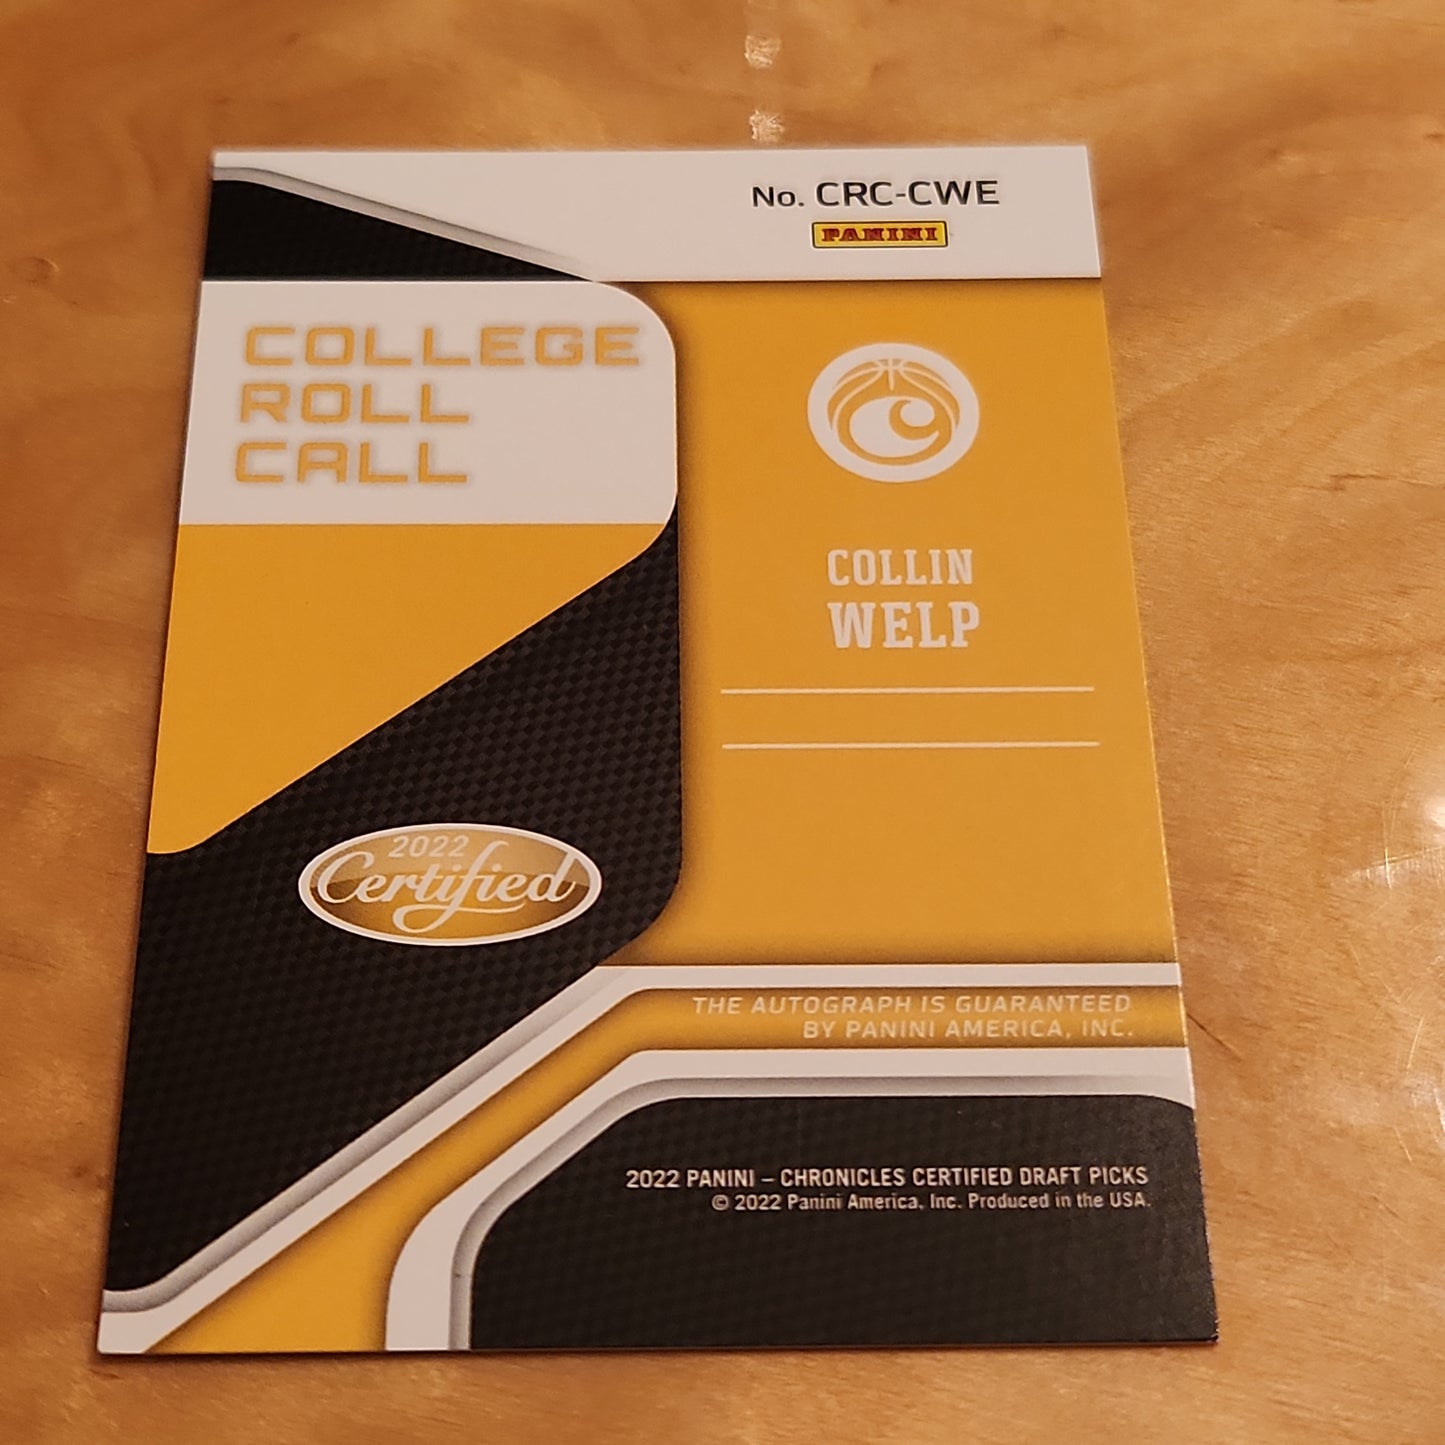 No. CRC-CWE
PANINI
COLLEGE
ROLL
CALL
COLLIN
WELP
2022
Certified
THE AUTOGRAPH IS GUARANTEED
BY PANINI AMERICA, INC.
2022 PANINI – CHRONICLES CERTIFIED DRAFT PICKS
© 2022 Panini America, Inc. Produced in the USA.